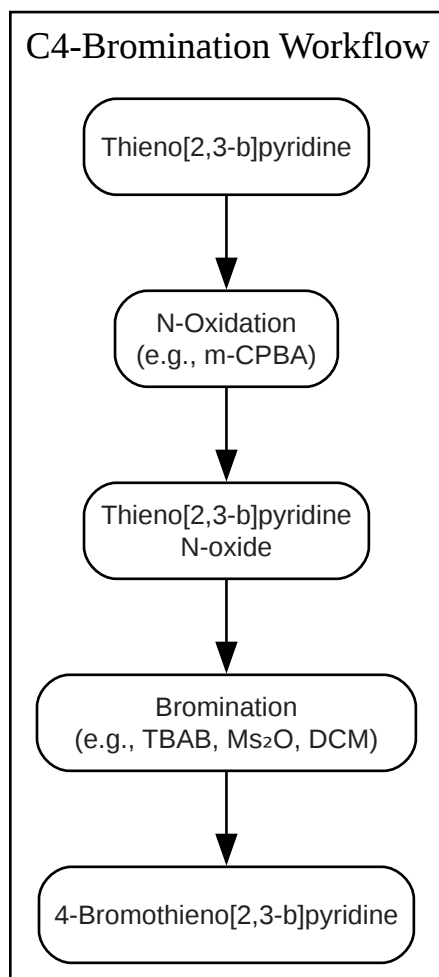 C4-Bromination Workflow
Thieno[2,3-b]pyridine
N-Oxidation
(e.g., m-CPBA)
Thieno[2,3-b]pyridine
N-oxide
Bromination
(e.g., TBAB, Ms₂O, DCM)
4-Bromothieno[2,3-b]pyridine